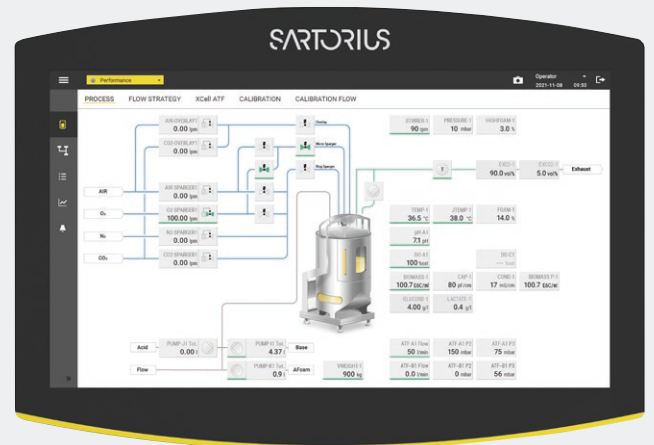 SARTORIUS
Performance
Operator
2021-11-08 09:50
PROCESS FLOW STRATEGY XCell ATF CALIBRATION CALIBRATION FLOW
AIR-OVERLAY1
0.00 lpm
CO2-OVERLAY1
0.00 lpm
AIR-SPARGER1
0.00 lpm
O2-SPARGER1
100.00 lpm
N2-SPARGER1
0.00 lpm
CO2-SPARGER1
0.00 lpm
AIR
O₂
N₂
CO₂
Overlay
Micro Sparger
Ring Sparger
STIRRER-1
90 rpm
PRESSURE-1
10 mbar
HIGHFOAM-1
3.0 %
EXO2-1
90.0 vol%
EXCO2-1
5.0 vol%
Exhaust
TEMP-1
36.5 °C
JTEMP-1
38.0 °C
FOAM-1
14.0 %
pH-A1
7.1 pH
DO-A1
100 %sat
DO-C1
BIOMASS-1
CAP-1
80 pF/cm
COND-1
17 mS/cm
BIOMASS P-1
GLUCOSE-1
4.00 g/l
LACTATE-1
0.4 g/l
Acid
PUMP-J1 Tot.
0.00 l
PUMP-I1 Tot.
4.37 l
Base
Flow
PUMP-K1 Tot.
0.9 l
AFoam
VWEIGHT-1
900 kg
ATF-A1 Flow
50 l/min
ATF-A1 P2
150 mbar
ATF-A1 P3
75 mbar
ATF-B1 Flow
0.0 l/min
ATF-B1 P2
0 mbar
ATF-B1 P3
56 mbar